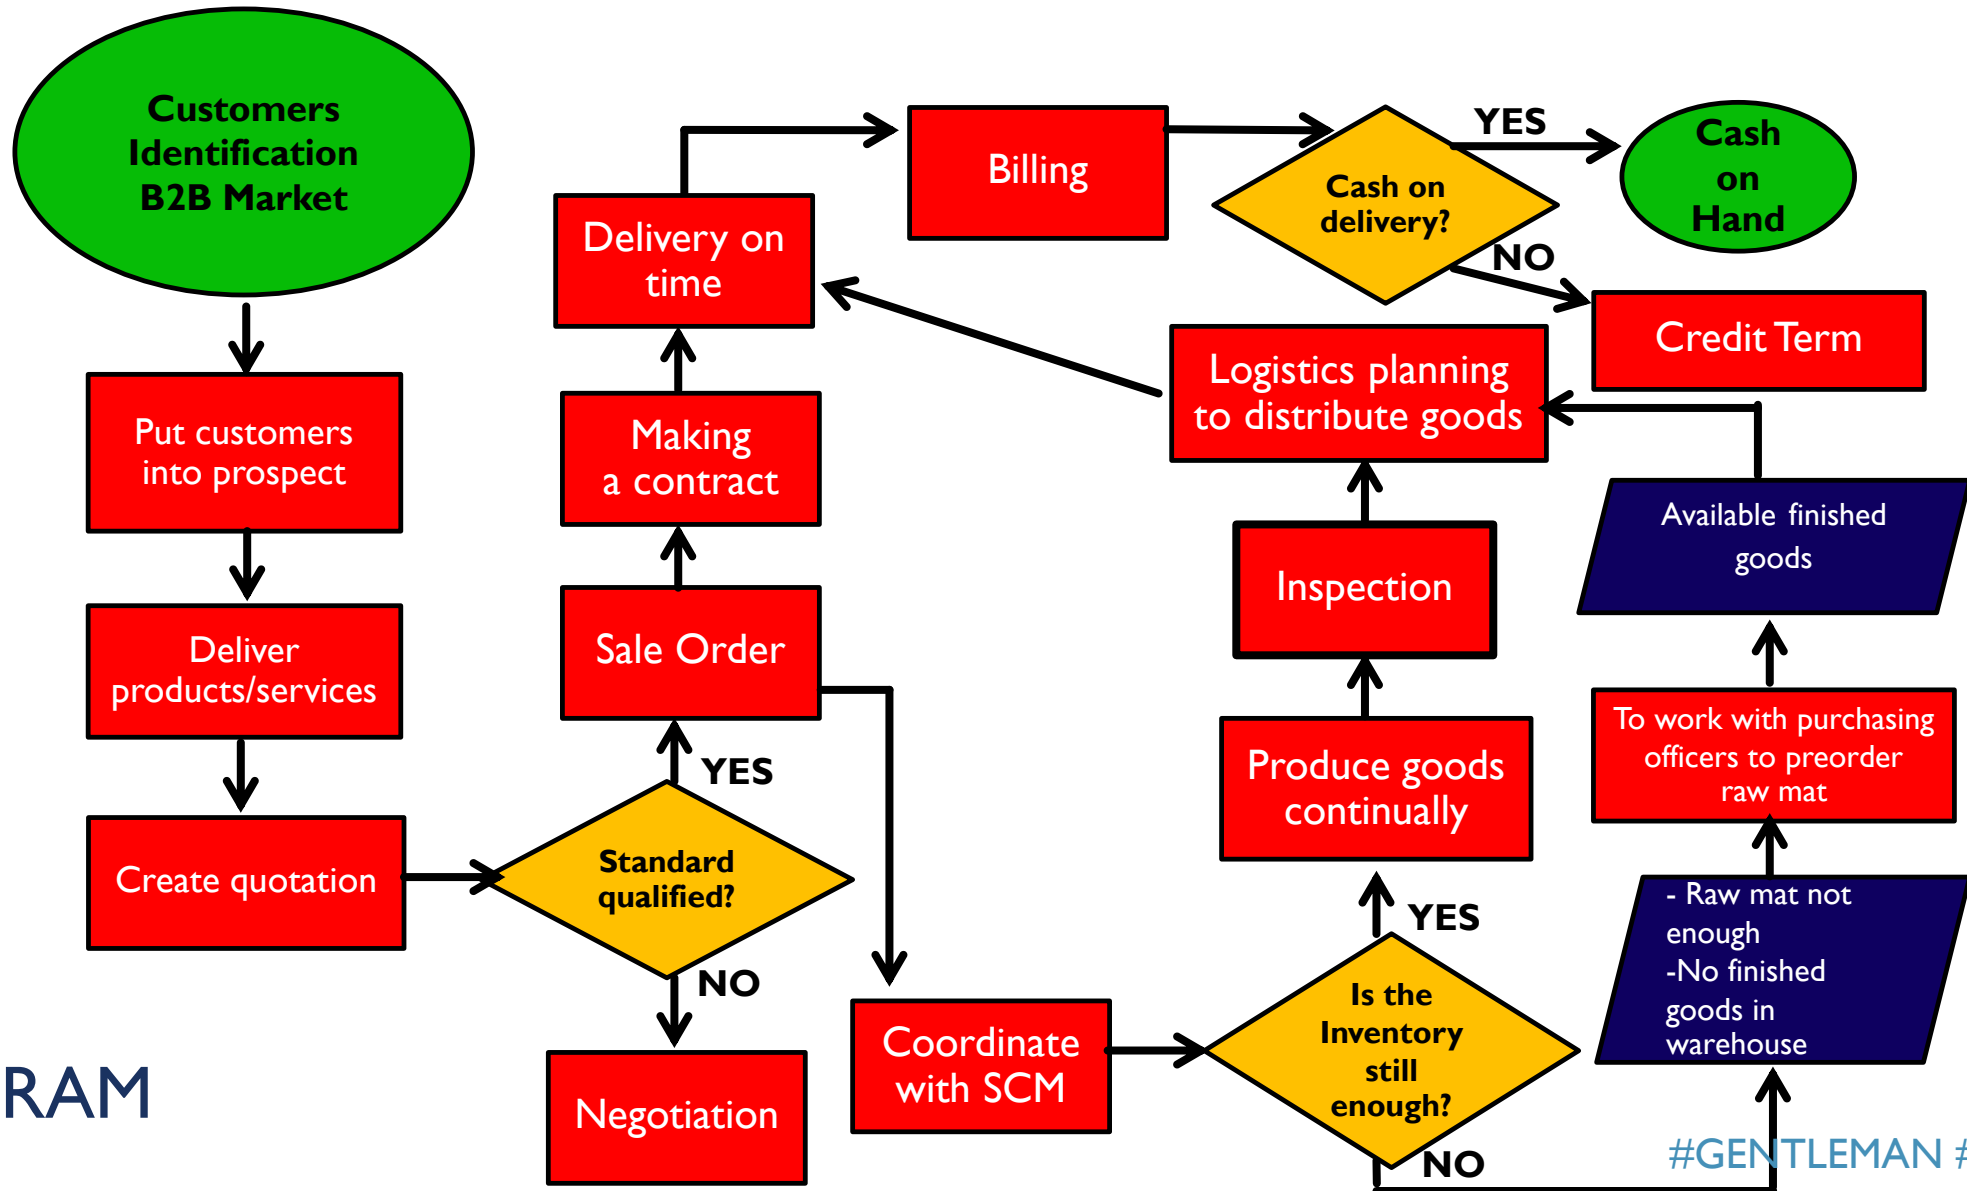 Customers
Identification
B2B Market
Put customers
into prospect
Deliver
products/services
Create quotation
Standard
qualified?
YES
NO
Negotiation
Sale Order
Making
a contract
Delivery on
time
Billing
Cash on
delivery?
YES
Cash
on
Hand
NO
Credit Term
Coordinate
with SCM
Is the
Inventory
still
enough?
YES
NO
Produce goods
continually
Inspection
Logistics planning
to distribute goods
- Raw mat not
enough
-No finished
goods in
warehouse
To work with purchasing
officers to preorder
raw mat
Available finished
goods
RAM
#GENTLEMAN #